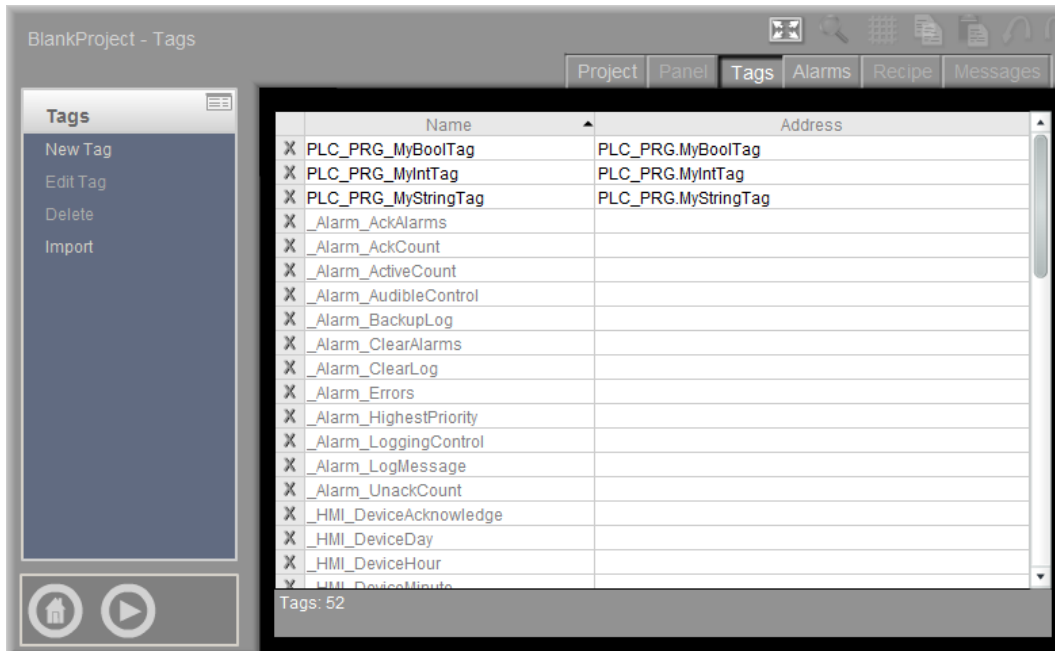 BlankProject - Tags
Project Panel Tags Alarms Recipe Messages
Tags
New Tag
Edit Tag
Delete
Import
Name Address
X PLC_PRG_MyBoolTag PLC_PRG.MyBoolTag
X PLC_PRG_MyIntTag PLC_PRG.MyIntTag
X PLC_PRG_MyStringTag PLC_PRG.MyStringTag
X _Alarm_AckAlarms
X _Alarm_AckCount
X _Alarm_ActiveCount
X _Alarm_AudibleControl
X _Alarm_BackupLog
X _Alarm_ClearAlarms
X _Alarm_ClearLog
X _Alarm_Errors
X _Alarm_HighestPriority
X _Alarm_LoggingControl
X _Alarm_LogMessage
X _Alarm_UnackCount
X _HMI_DeviceAcknowledge
X _HMI_DeviceDay
X _HMI_DeviceHour
X _HMI_DeviceMinute
Tags: 52